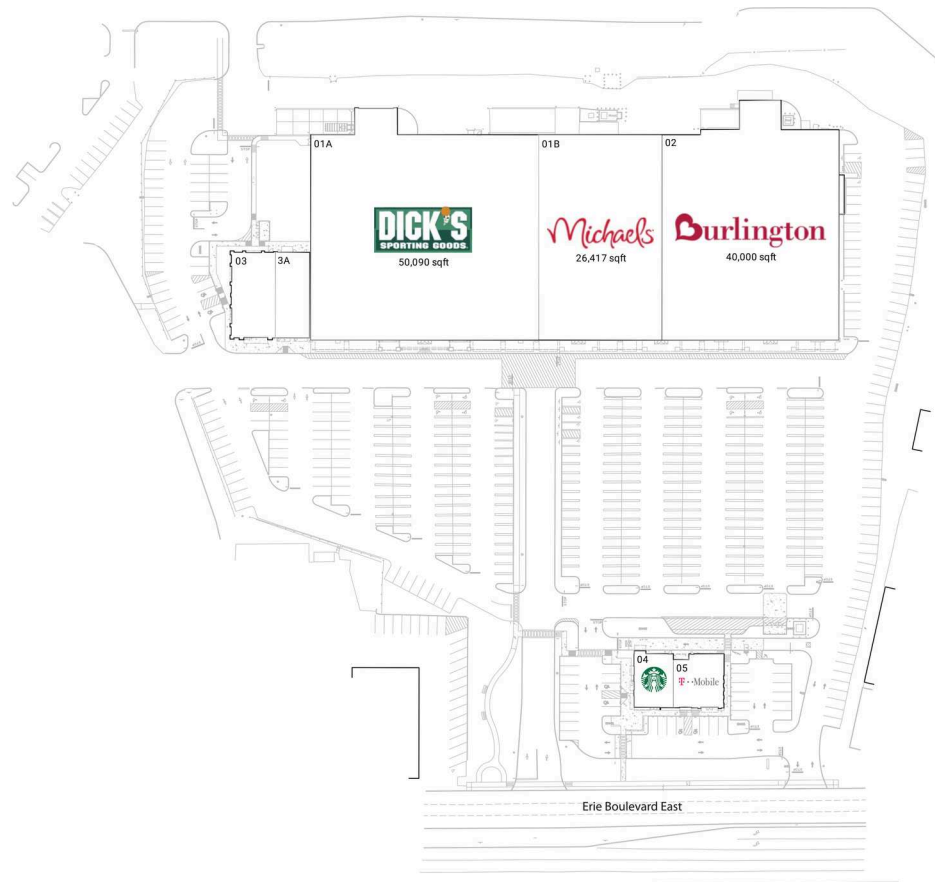 01A
01B
02
DICK'S
SPORTING GOODS
50,090 sqft
Michaels
26,417 sqft
Burlington
40,000 sqft
03
3A
04
05
T Mobile
Erie Boulevard East